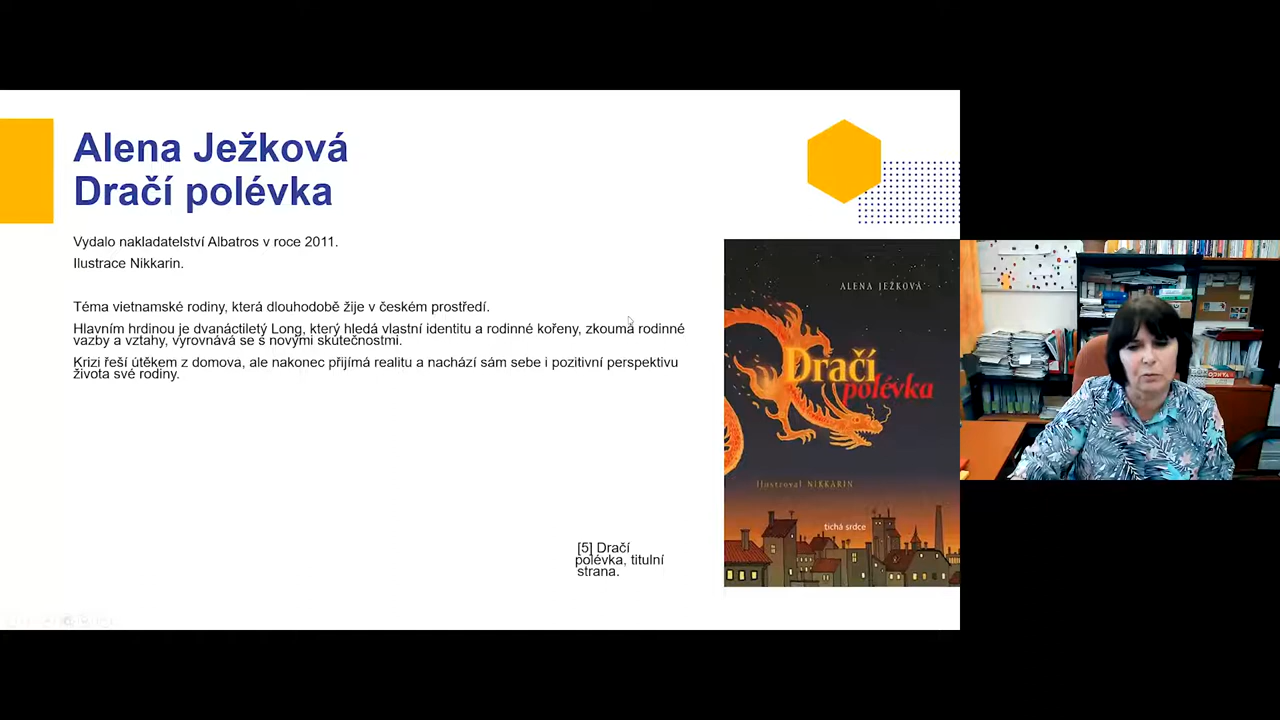 Alena Ježková
Dračí polévka
Vydalo nakladatelství Albatros v roce 2011.
Ilustrace Nikkarin.
Téma vietnamské rodiny, která dlouhodobě žije v českém prostředí.
Hlavním hrdinou je dvanáctiletý Long, který hledá vlastní identitu a rodinné kořeny, zkoumá rodinné
vazby a vztahy, vyrovnává se s novými skutečnostmi.
Krizi řeší útěkem z domova, ale nakonec přijímá realitu a nachází sám sebe i pozitivní perspektivu
života své rodiny.
[5] Dračí
polévka, titulní
strana.
ALENA JEŽKOVÁ
Dračí
polévka
Ilustroval NIKKARIN
tichá srdce